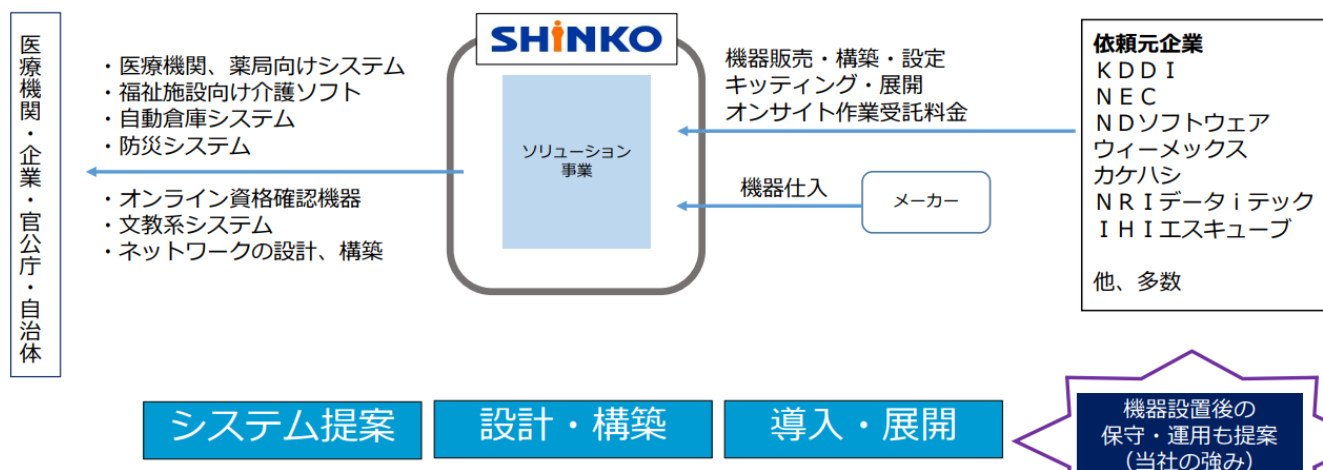 医療機関・企業・官公庁・自治体
・医療機関、薬局向けシステム
・福祉施設向け介護ソフト
・自動倉庫システム
・防災システム
・オンライン資格確認機器
・文教系システム
・ネットワークの設計、構築
SHiNKO
ソリューション
事業
機器販売・構築・設定
キッティング・展開
オンサイト作業受託料金
機器仕入
メーカー
依頼元企業
ＫＤＤＩ
ＮＥＣ
ＮＤソフトウェア
ウィーメックス
カケハシ
ＮＲＩデータｉテック
ＩＨＩエスキューブ
他、多数
システム提案
設計・構築
導入・展開
機器設置後の
保守・運用も提案
（当社の強み）